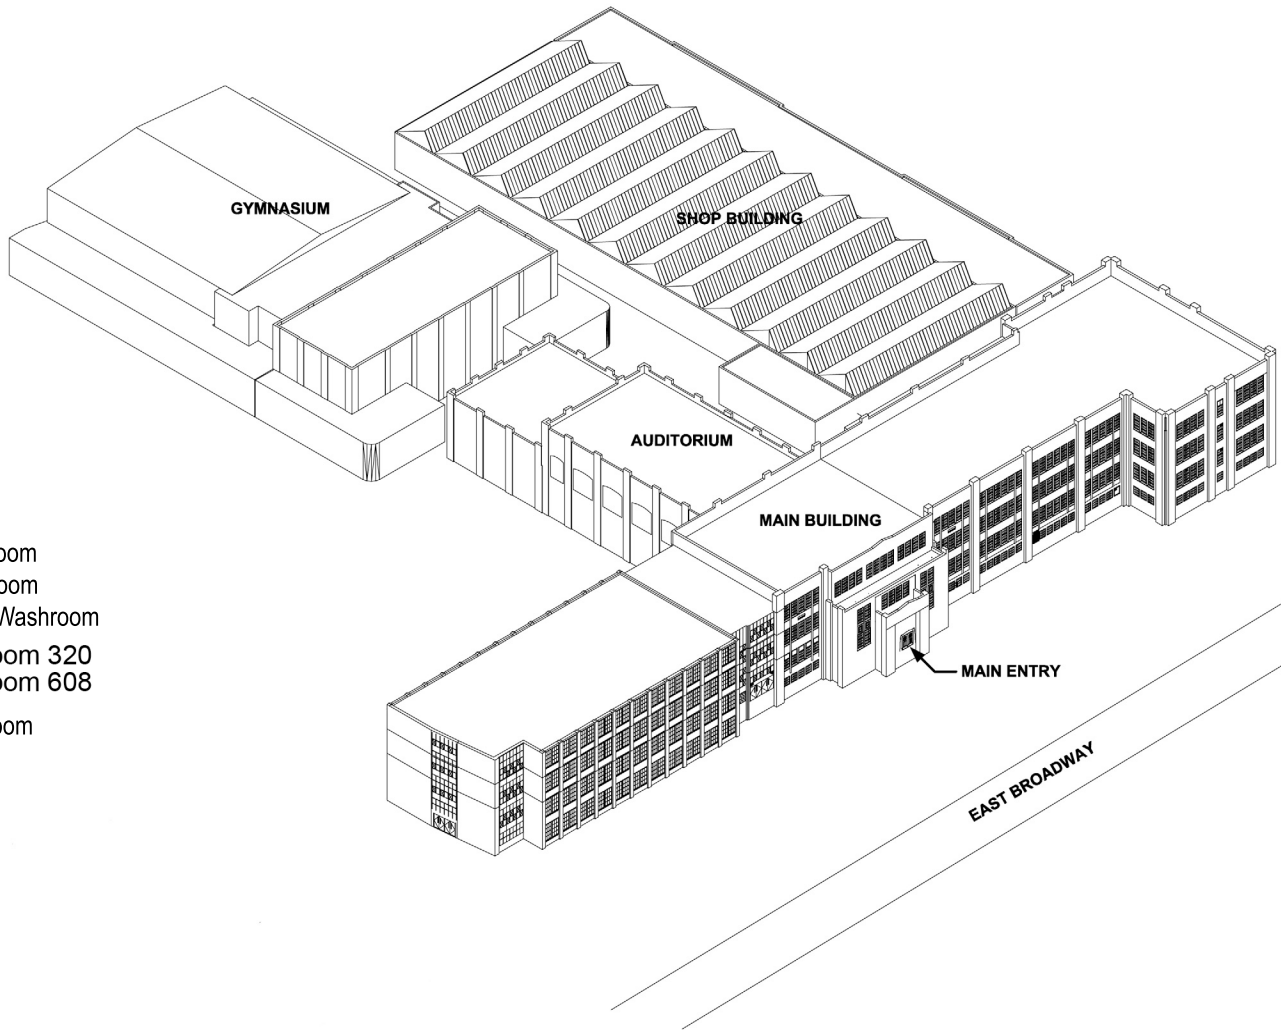 GYMNASIUM
SHOP BUILDING
AUDITORIUM
MAIN BUILDING
oom
oom
Washroom
oom 320
oom 608
oom
MAIN ENTRY
EAST BROADWAY